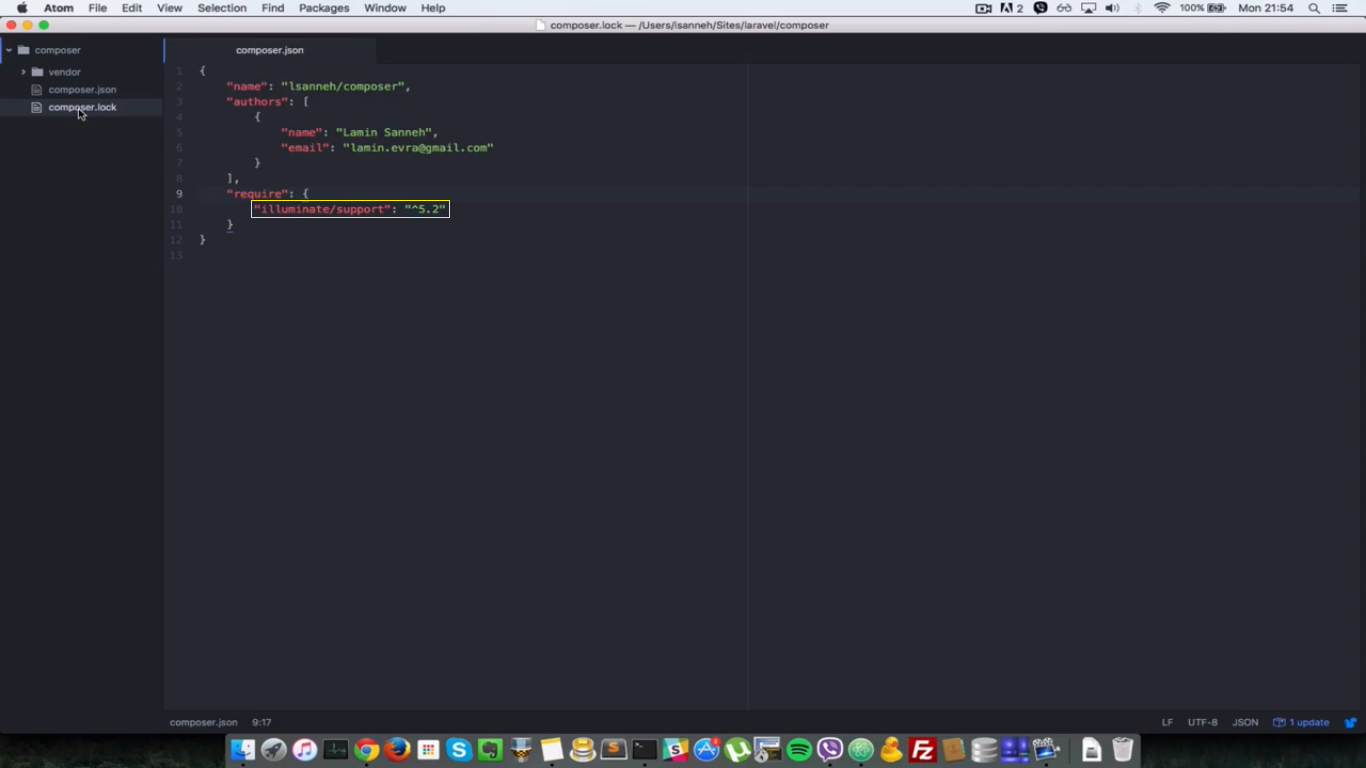 Atom File Edit View Selection Find Packages Window Help 2 100% Mon 21:54
composer.lock — /Users/lsanneh/Sites/laravel/composer
composer
vendor
composer.json
composer.lock
composer.json
1 {
2 "name": "lsanneh/composer",
3 "authors": [
4 {
5 "name": "Lamin Sanneh",
6 "email": "lamin.evra@gmail.com"
7 }
8 ],
9 "require": {
10 "illuminate/support": "^5.2"
11 }
12 }
13
composer.json 9:17 LF UTF-8 JSON 1 update